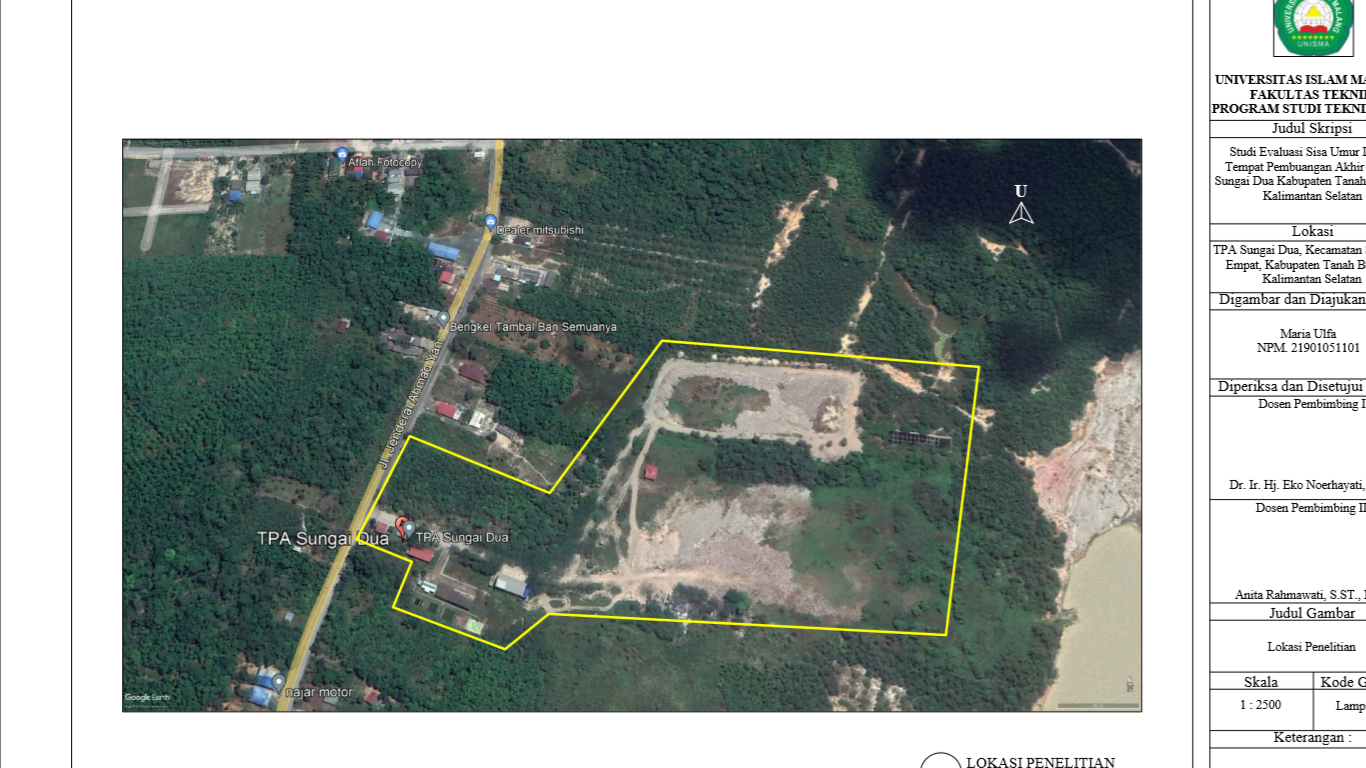 Aflah Fotocopy
Dealer mitsubishi
Bengkel Tambal Ban Semuanya
Jl. Jenderal Ahmad Yani
TPA Sungai Dua
TPA Sungai Dua
najar motor
Google Earth
U
LOKASI PENELITIAN
UNISMA
UNIVERSITAS ISLAM MA
FAKULTAS TEKNI
PROGRAM STUDI TEKNI
Judul Skripsi
Studi Evaluasi Sisa Umur
Tempat Pembuangan Akhir
Sungai Dua Kabupaten Tanah
Kalimantan Selatan
Lokasi
TPA Sungai Dua, Kecamatan
Empat, Kabupaten Tanah B
Kalimantan Selatan
Digambar dan Diajukan
Maria Ulfa
NPM. 21901051101
Diperiksa dan Disetujui
Dosen Pembimbing I
Dr. Ir. Hj. Eko Noerhayati,
Dosen Pembimbing II
Anita Rahmawati, S.ST.,
Judul Gambar
Lokasi Penelitian
Skala
Kode G
1 : 2500
Lamp
Keterangan :